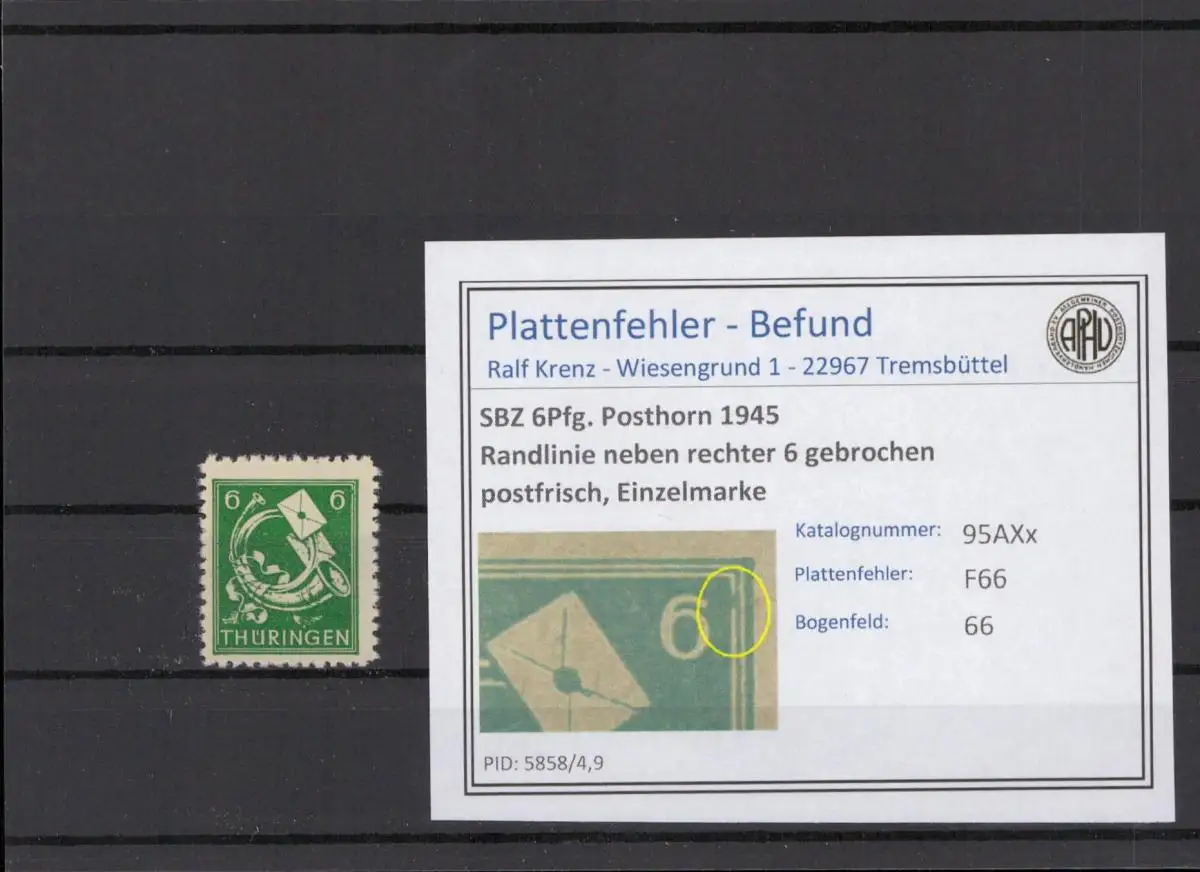 6 6
THÜRINGEN
Plattenfehler - Befund
Ralf Krenz - Wiesengrund 1 - 22967 Tremsbüttel
APHV
SBZ 6Pfg. Posthorn 1945
Randlinie neben rechter 6 gebrochen
postfrisch, Einzelmarke
6
Katalognummer: 95AXx
Plattenfehler: F66
Bogenfeld: 66
PID: 5858/4,9